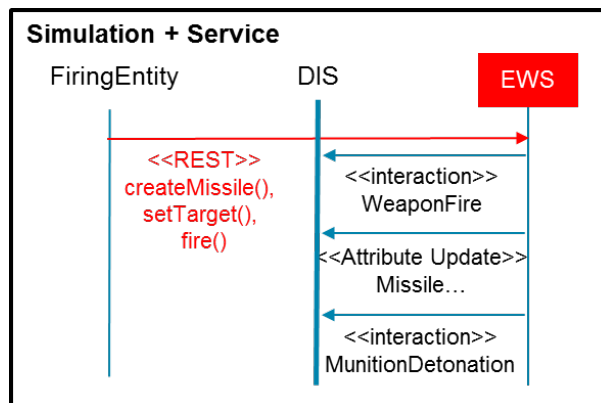 Simulation + Service
FiringEntity DIS EWS
<<REST>>
createMissile(),
setTarget(),
fire()
<<interaction>>
WeaponFire
<<Attribute Update>>
Missile…
<<interaction>>
MunitionDetonation